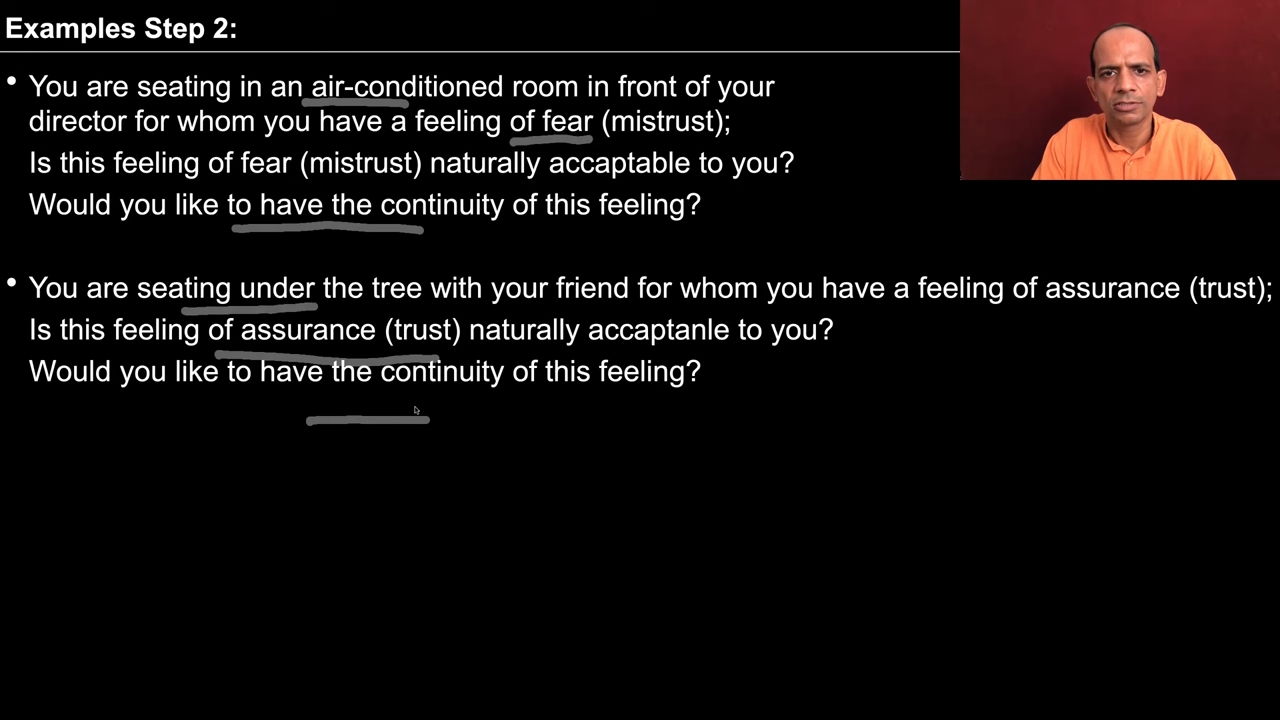 Examples Step 2:
• You are seating in an air-conditioned room in front of your
director for whom you have a feeling of fear (mistrust);
Is this feeling of fear (mistrust) naturally accaptable to you?
Would you like to have the continuity of this feeling?
• You are seating under the tree with your friend for whom you have a feeling of assurance (trust);
Is this feeling of assurance (trust) naturally accaptanle to you?
Would you like to have the continuity of this feeling?